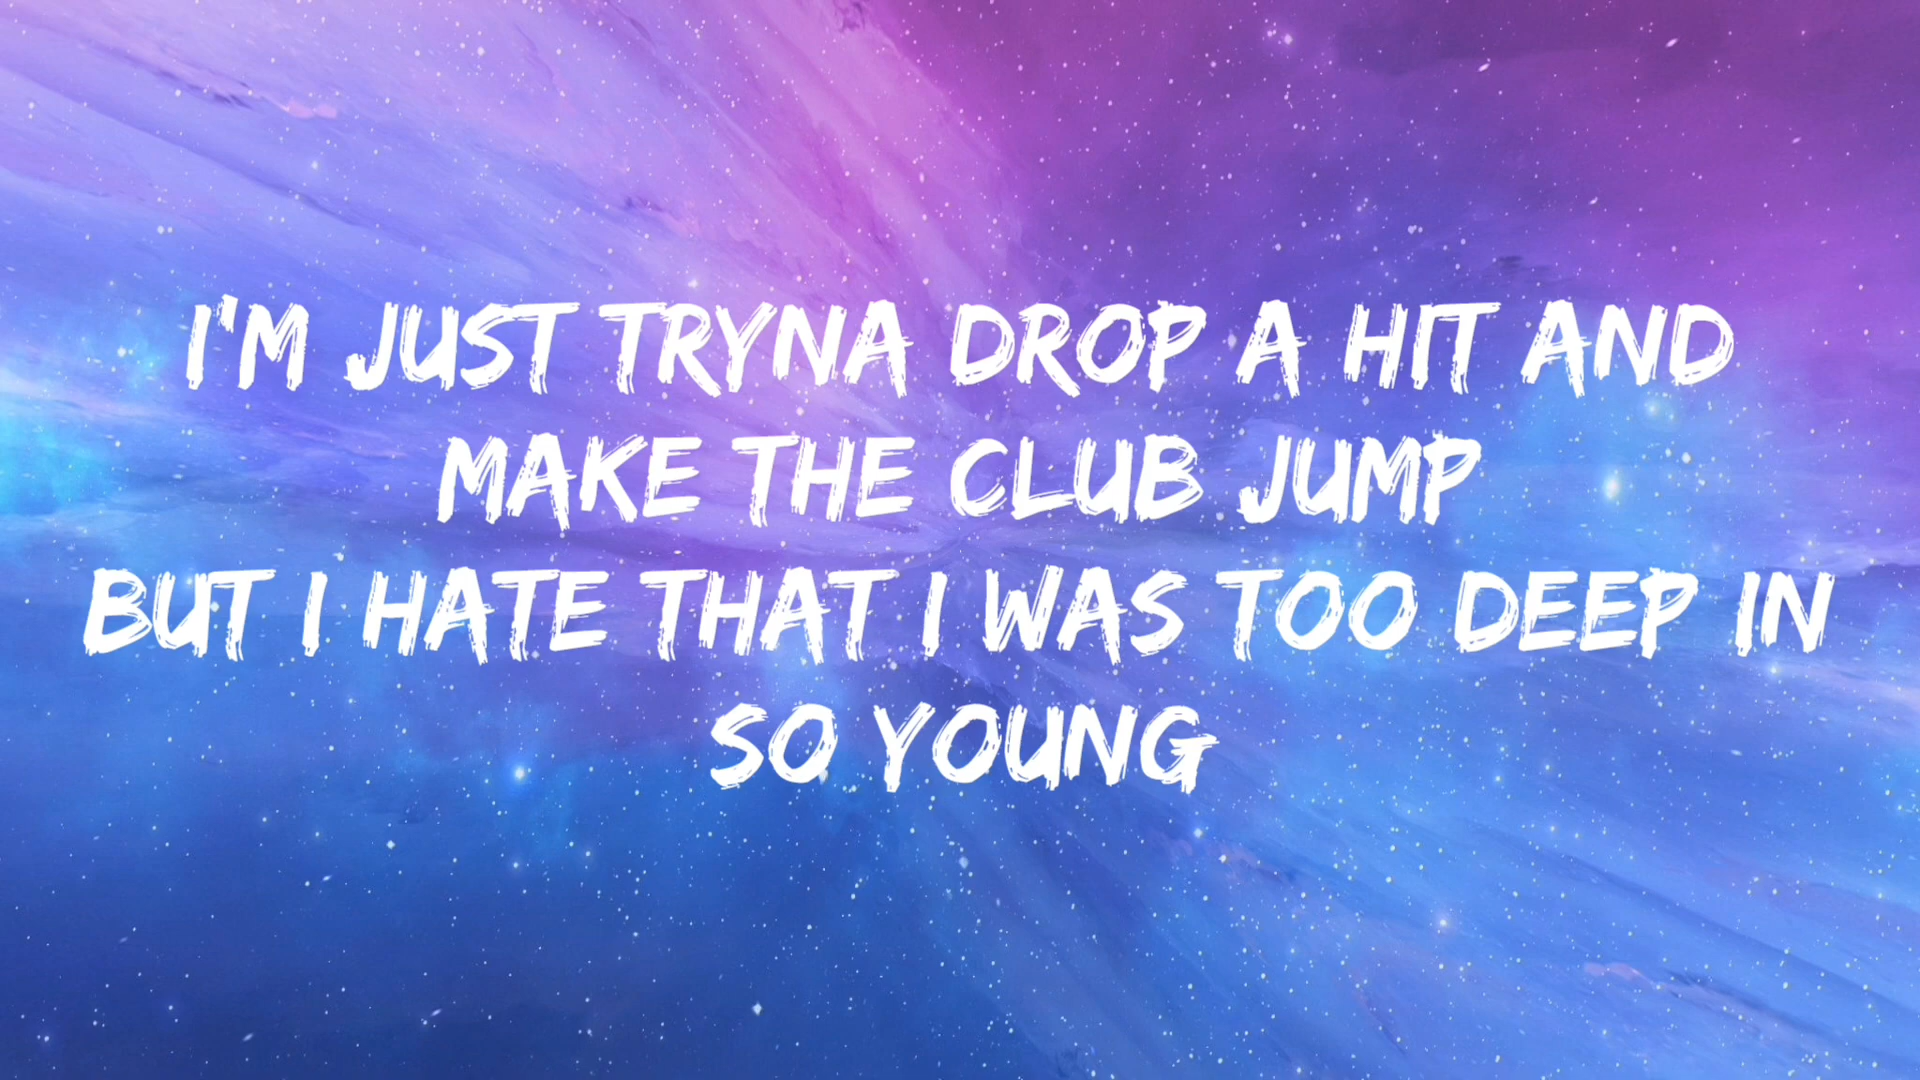 I'M JUST TRYNA DROP A HIT AND
MAKE THE CLUB JUMP
BUT I HATE THAT I WAS TOO DEEP IN
SO YOUNG